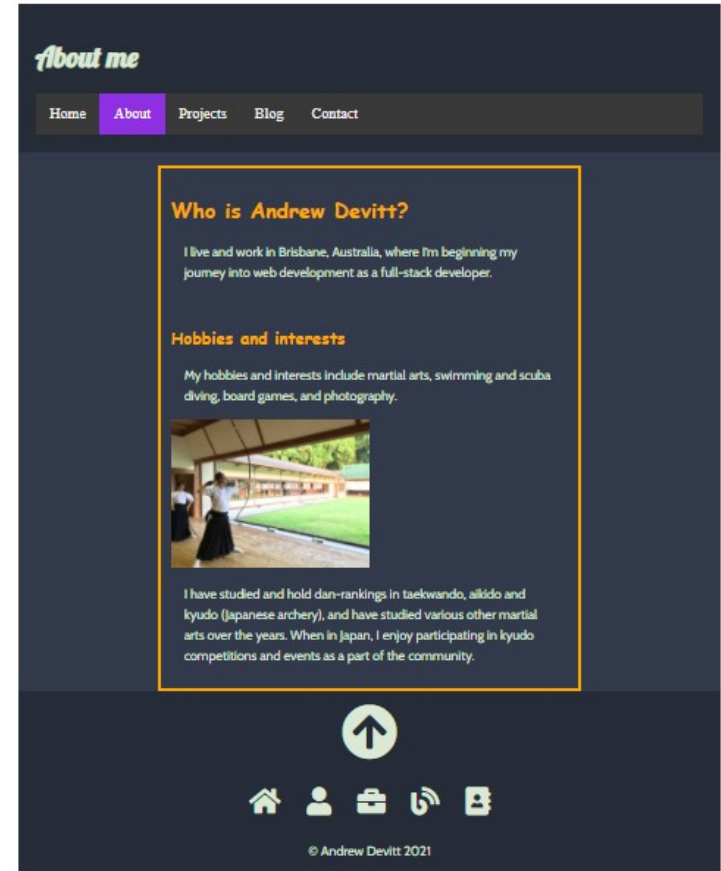 About me
Home About Projects Blog Contact
Who is Andrew Devitt?
I live and work in Brisbane, Australia, where I'm beginning my
journey into web development as a full-stack developer.
Hobbies and interests
My hobbies and interests include martial arts, swimming and scuba
diving, board games, and photography.
I have studied and hold dan-rankings in taekwando, aikido and
kyudo (Japanese archery), and have studied various other martial
arts over the years. When in Japan, I enjoy participating in kyudo
competitions and events as a part of the community.
© Andrew Devitt 2021